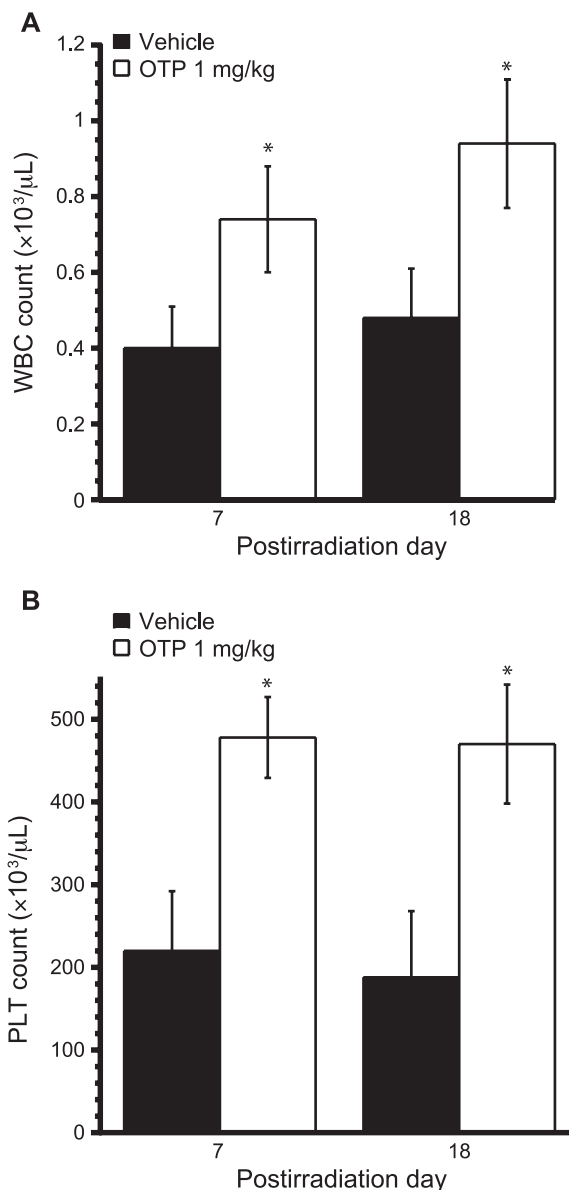 A
Vehicle
OTP 1 mg/kg
1.2
1
0.8
0.6
0.4
0.2
0
WBC count (×10³/µL)
*
*
7 18
Postirradiation day
B
Vehicle
OTP 1 mg/kg
500
400
300
200
100
0
PLT count (×10³/µL)
*
*
7 18
Postirradiation day